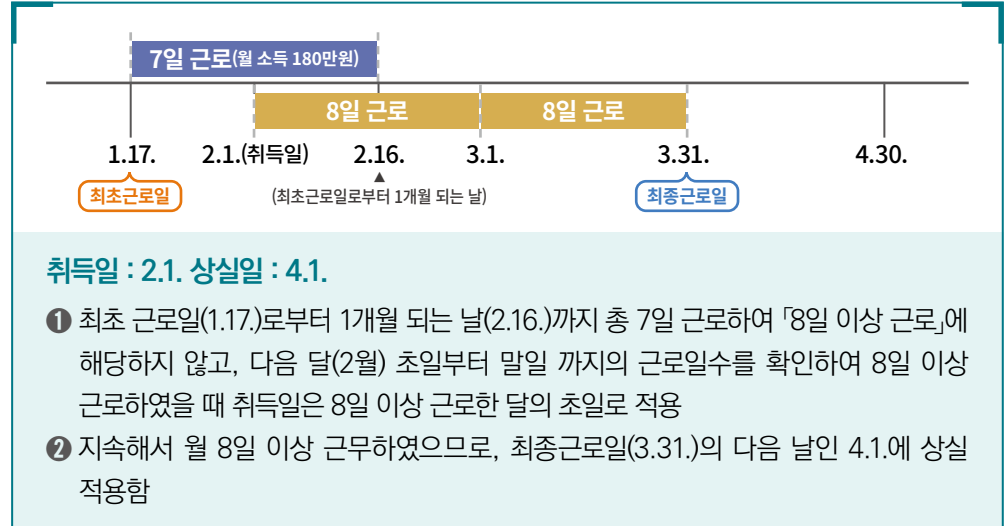 7일 근로(월 소득 180만원)
8일 근로 8일 근로
1.17. 2.1.(취득일) 2.16. 3.1. 3.31. 4.30.
▲
최초근로일 (최초근로일로부터 1개월 되는 날) 최종근로일
취득일 : 2.1. 상실일 : 4.1.
❶ 최초 근로일(1.17.)로부터 1개월 되는 날(2.16.)까지 총 7일 근로하여 「8일 이상 근로」에
해당하지 않고, 다음 달(2월) 초일부터 말일 까지의 근로일수를 확인하여 8일 이상
근로하였을 때 취득일은 8일 이상 근로한 달의 초일로 적용
❷ 지속해서 월 8일 이상 근무하였으므로, 최종근로일(3.31.)의 다음 날인 4.1.에 상실
적용함